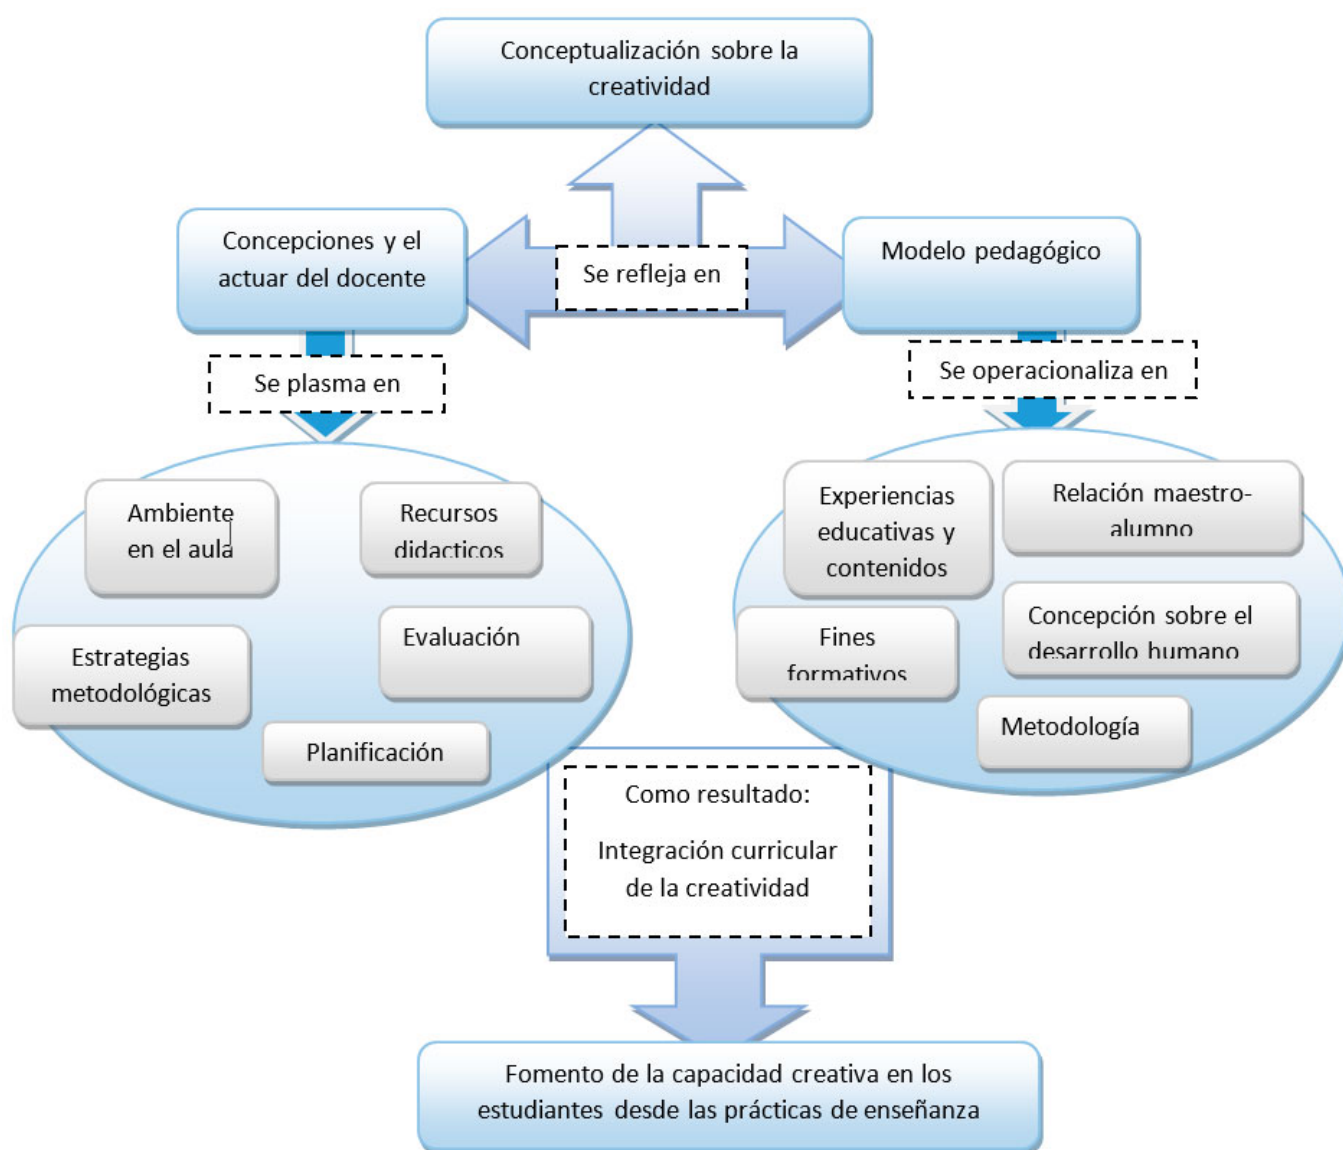 Conceptualización sobre la
creatividad
Concepciones y el
actuar del docente
Se refleja en
Modelo pedagógico
Se plasma en
Se operacionaliza en
Ambiente
en el aula
Recursos
didacticos
Estrategias
metodológicas
Evaluación
Planificación
Experiencias
educativas y
contenidos
Relación maestro-
alumno
Fines
formativos
Concepción sobre el
desarrollo humano
Metodología
Como resultado:
Integración curricular
de la creatividad
Fomento de la capacidad creativa en los
estudiantes desde las prácticas de enseñanza